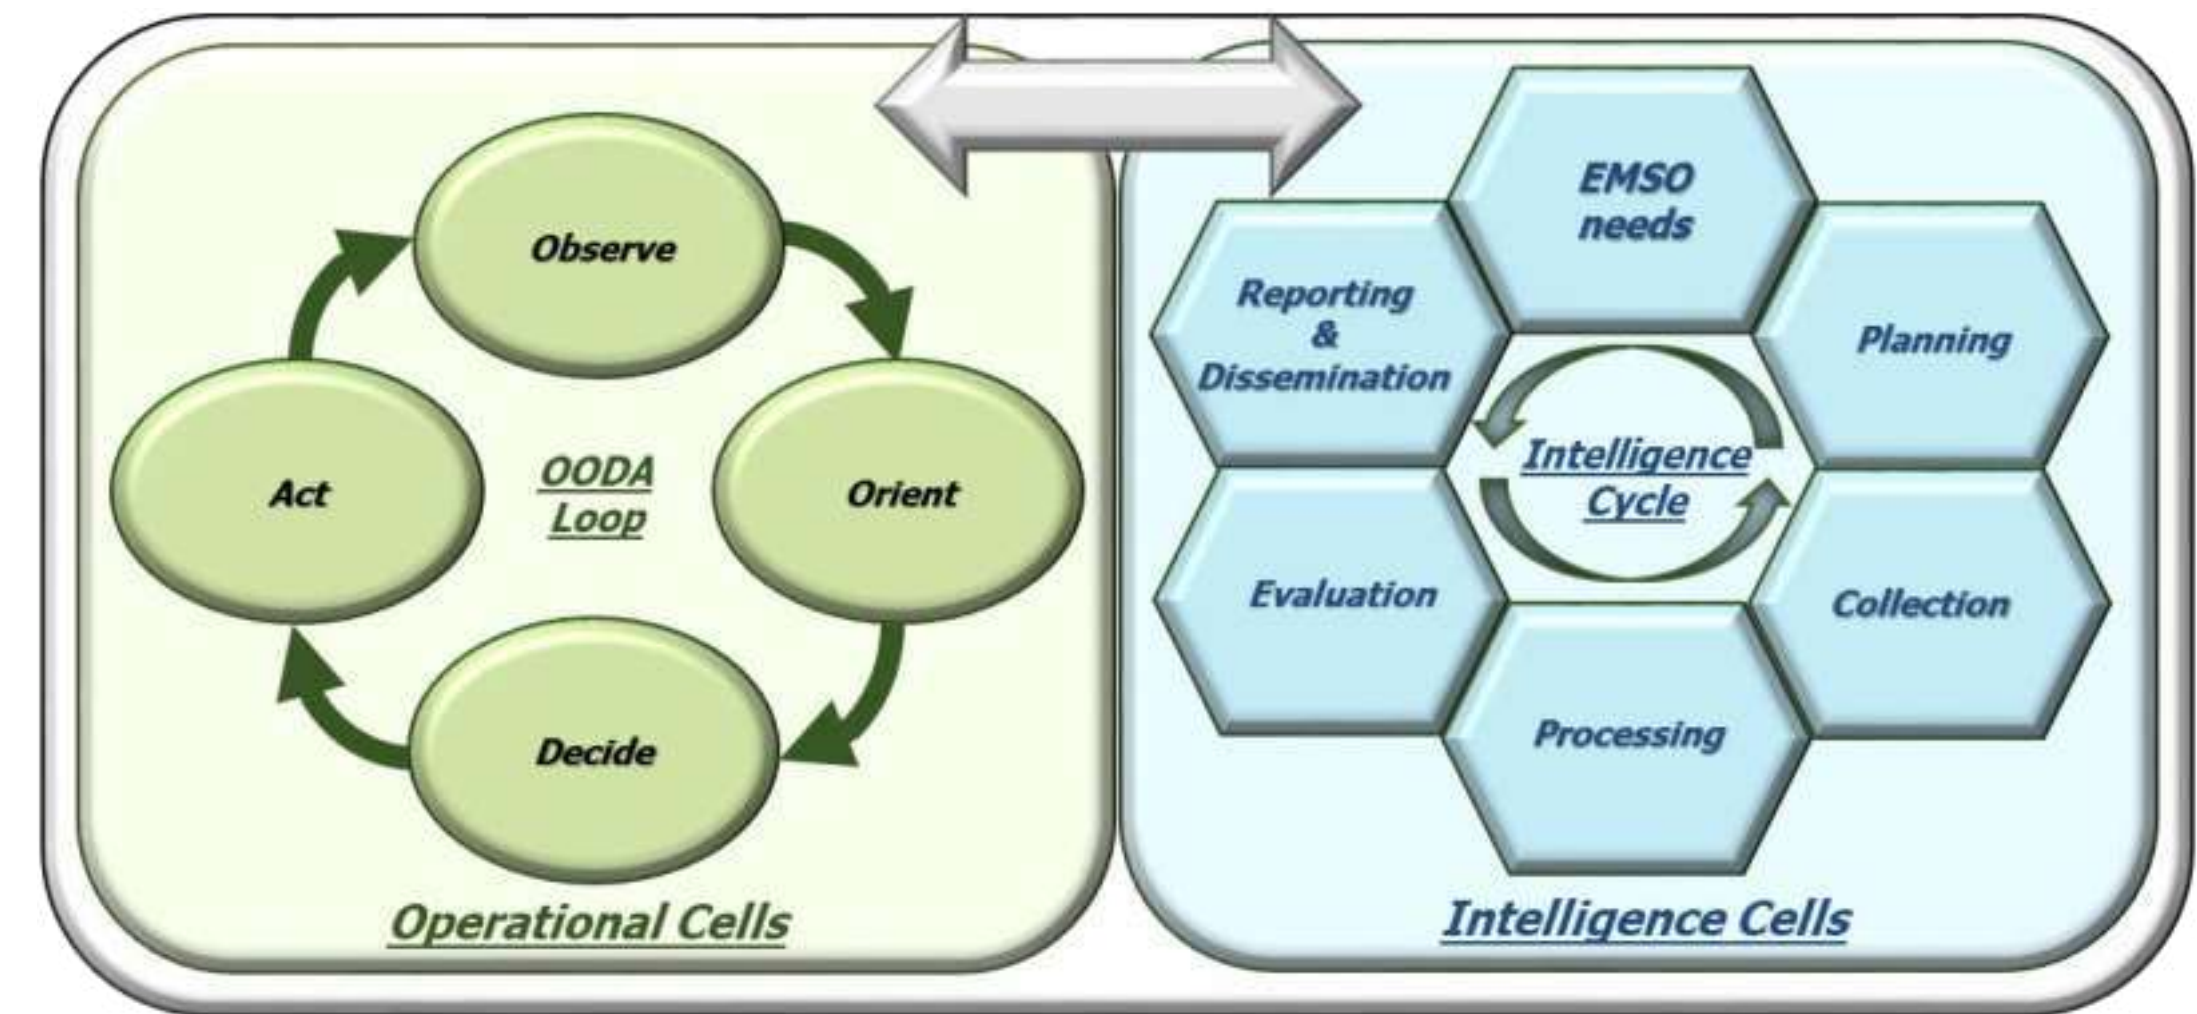 Observe
Orient
Decide
Act
OODA
Loop
Operational Cells
EMSO
needs
Planning
Collection
Processing
Evaluation
Reporting
&
Dissemination
Intelligence
Cycle
Intelligence Cells